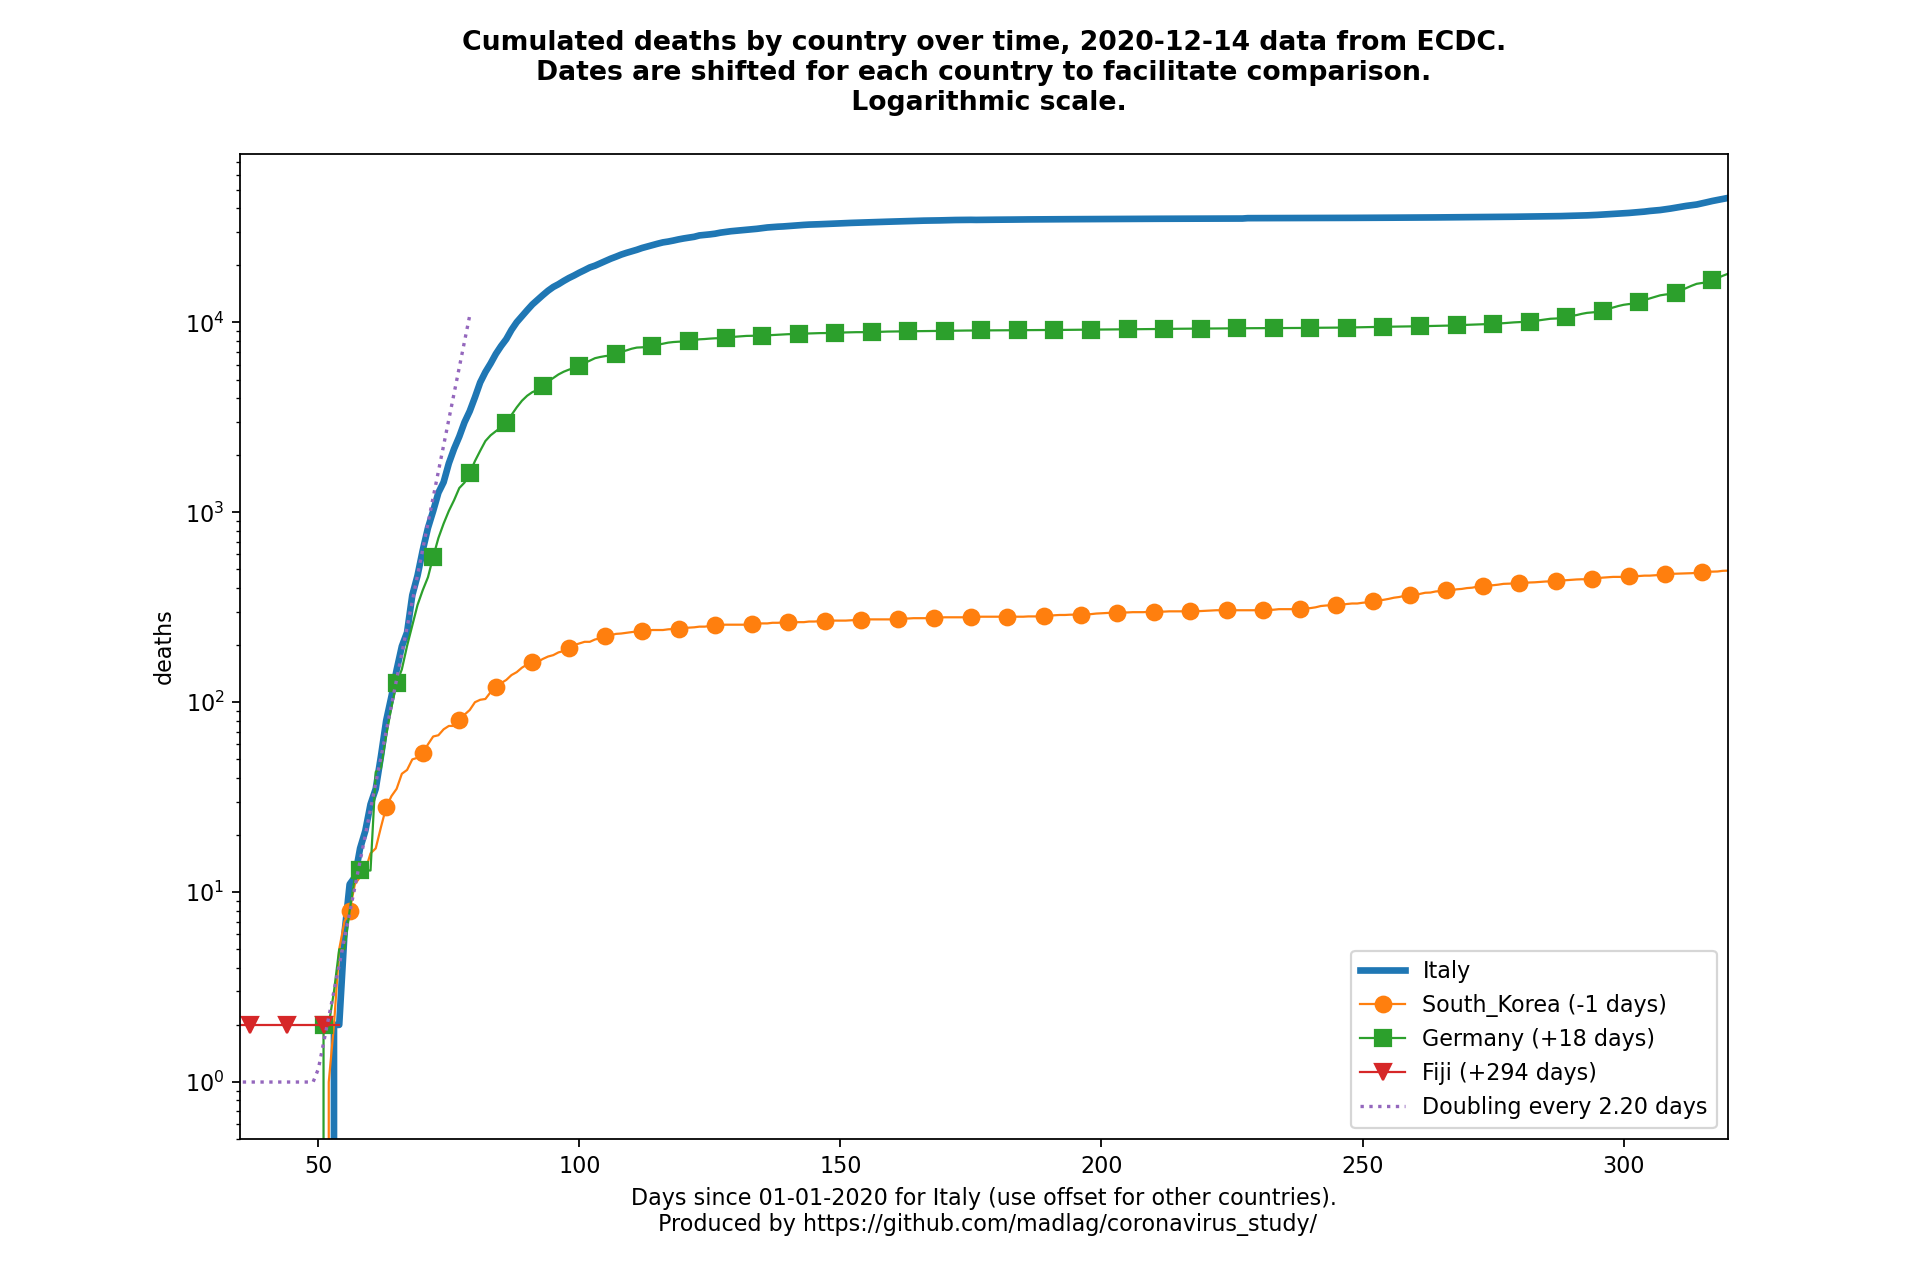 Cumulated deaths by country over time, 2020-12-14 data from ECDC.
Dates are shifted for each country to facilitate comparison.
Logarithmic scale.
deaths
10⁴
10³
10²
10¹
10⁰
50 100 150 200 250 300
Italy
South_Korea (-1 days)
Germany (+18 days)
Fiji (+294 days)
Doubling every 2.20 days
Days since 01-01-2020 for Italy (use offset for other countries).
Produced by https://github.com/madlag/coronavirus_study/